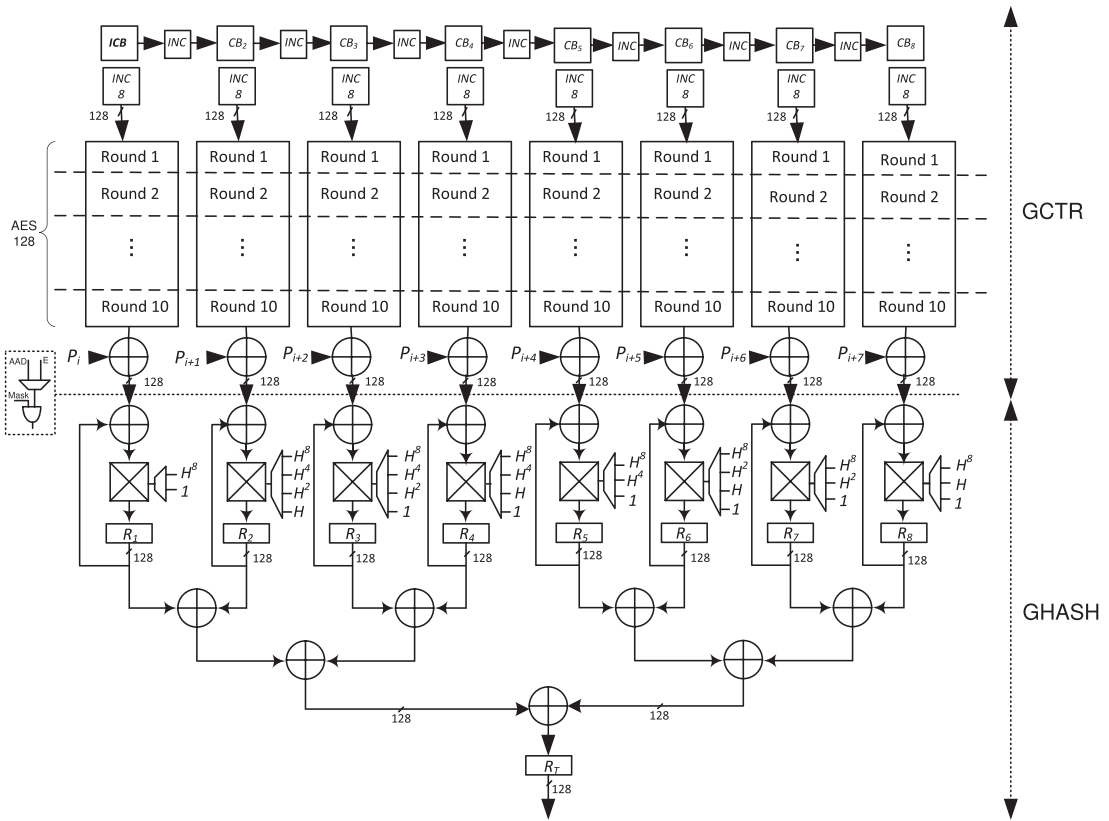 ICB INC CB2 INC CB3 INC CB4 INC CB5 INC CB6 INC CB7 INC CB8
INC 8 INC 8 INC 8 INC 8 INC 8 INC 8 INC 8 INC 8
128 128 128 128 128 128 128 128
Round 1 Round 1 Round 1 Round 1 Round 1 Round 1 Round 1 Round 1
Round 2 Round 2 Round 2 Round 2 Round 2 Round 2 Round 2 Round 2
AES
128
GCTR
⋮ ⋮ ⋮ ⋮ ⋮ ⋮ ⋮ ⋮
Round 10 Round 10 Round 10 Round 10 Round 10 Round 10 Round 10 Round 10
Pi Pi+1 Pi+2 Pi+3 Pi+4 Pi+5 Pi+6 Pi+7
AAD E
Mask
128 128 128 128 128 128 128 128
H⁸ 1
H⁸ H⁴ H² H
H⁸ H⁴ H² 1
H⁸ H⁴ H 1
H⁸ H⁴ 1
H⁸ H² H 1
H⁸ H² 1
H⁸ H 1
R1 R2 R3 R4 R5 R6 R7 R8
128 128 128 128 128 128 128 128
GHASH
128 128
RT
128